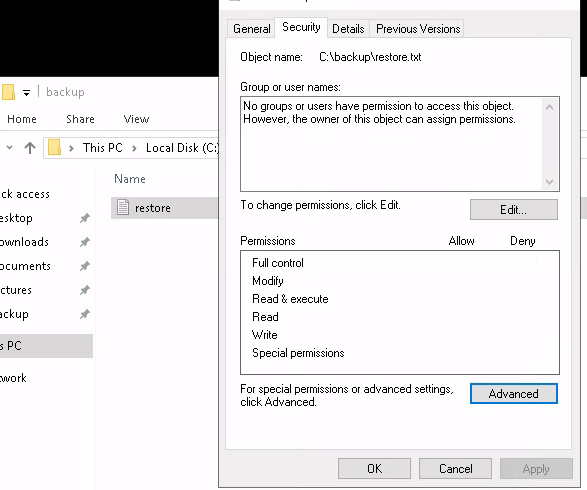 General Security Details Previous Versions
Object name: C:\backup\restore.txt
backup
Group or user names:
No groups or users have permission to access this object.
However, the owner of this object can assign permissions.
Home Share View
This PC Local Disk (C:)
Name
restore
To change permissions, click Edit.
Edit...
Permissions Allow Deny
Full control
Modify
Read & execute
Read
Write
Special permissions
For special permissions or advanced settings,
click Advanced.
Advanced
OK Cancel Apply
ck access
esktop
ownloads
ocuments
ctures
ackup
s PC
twork